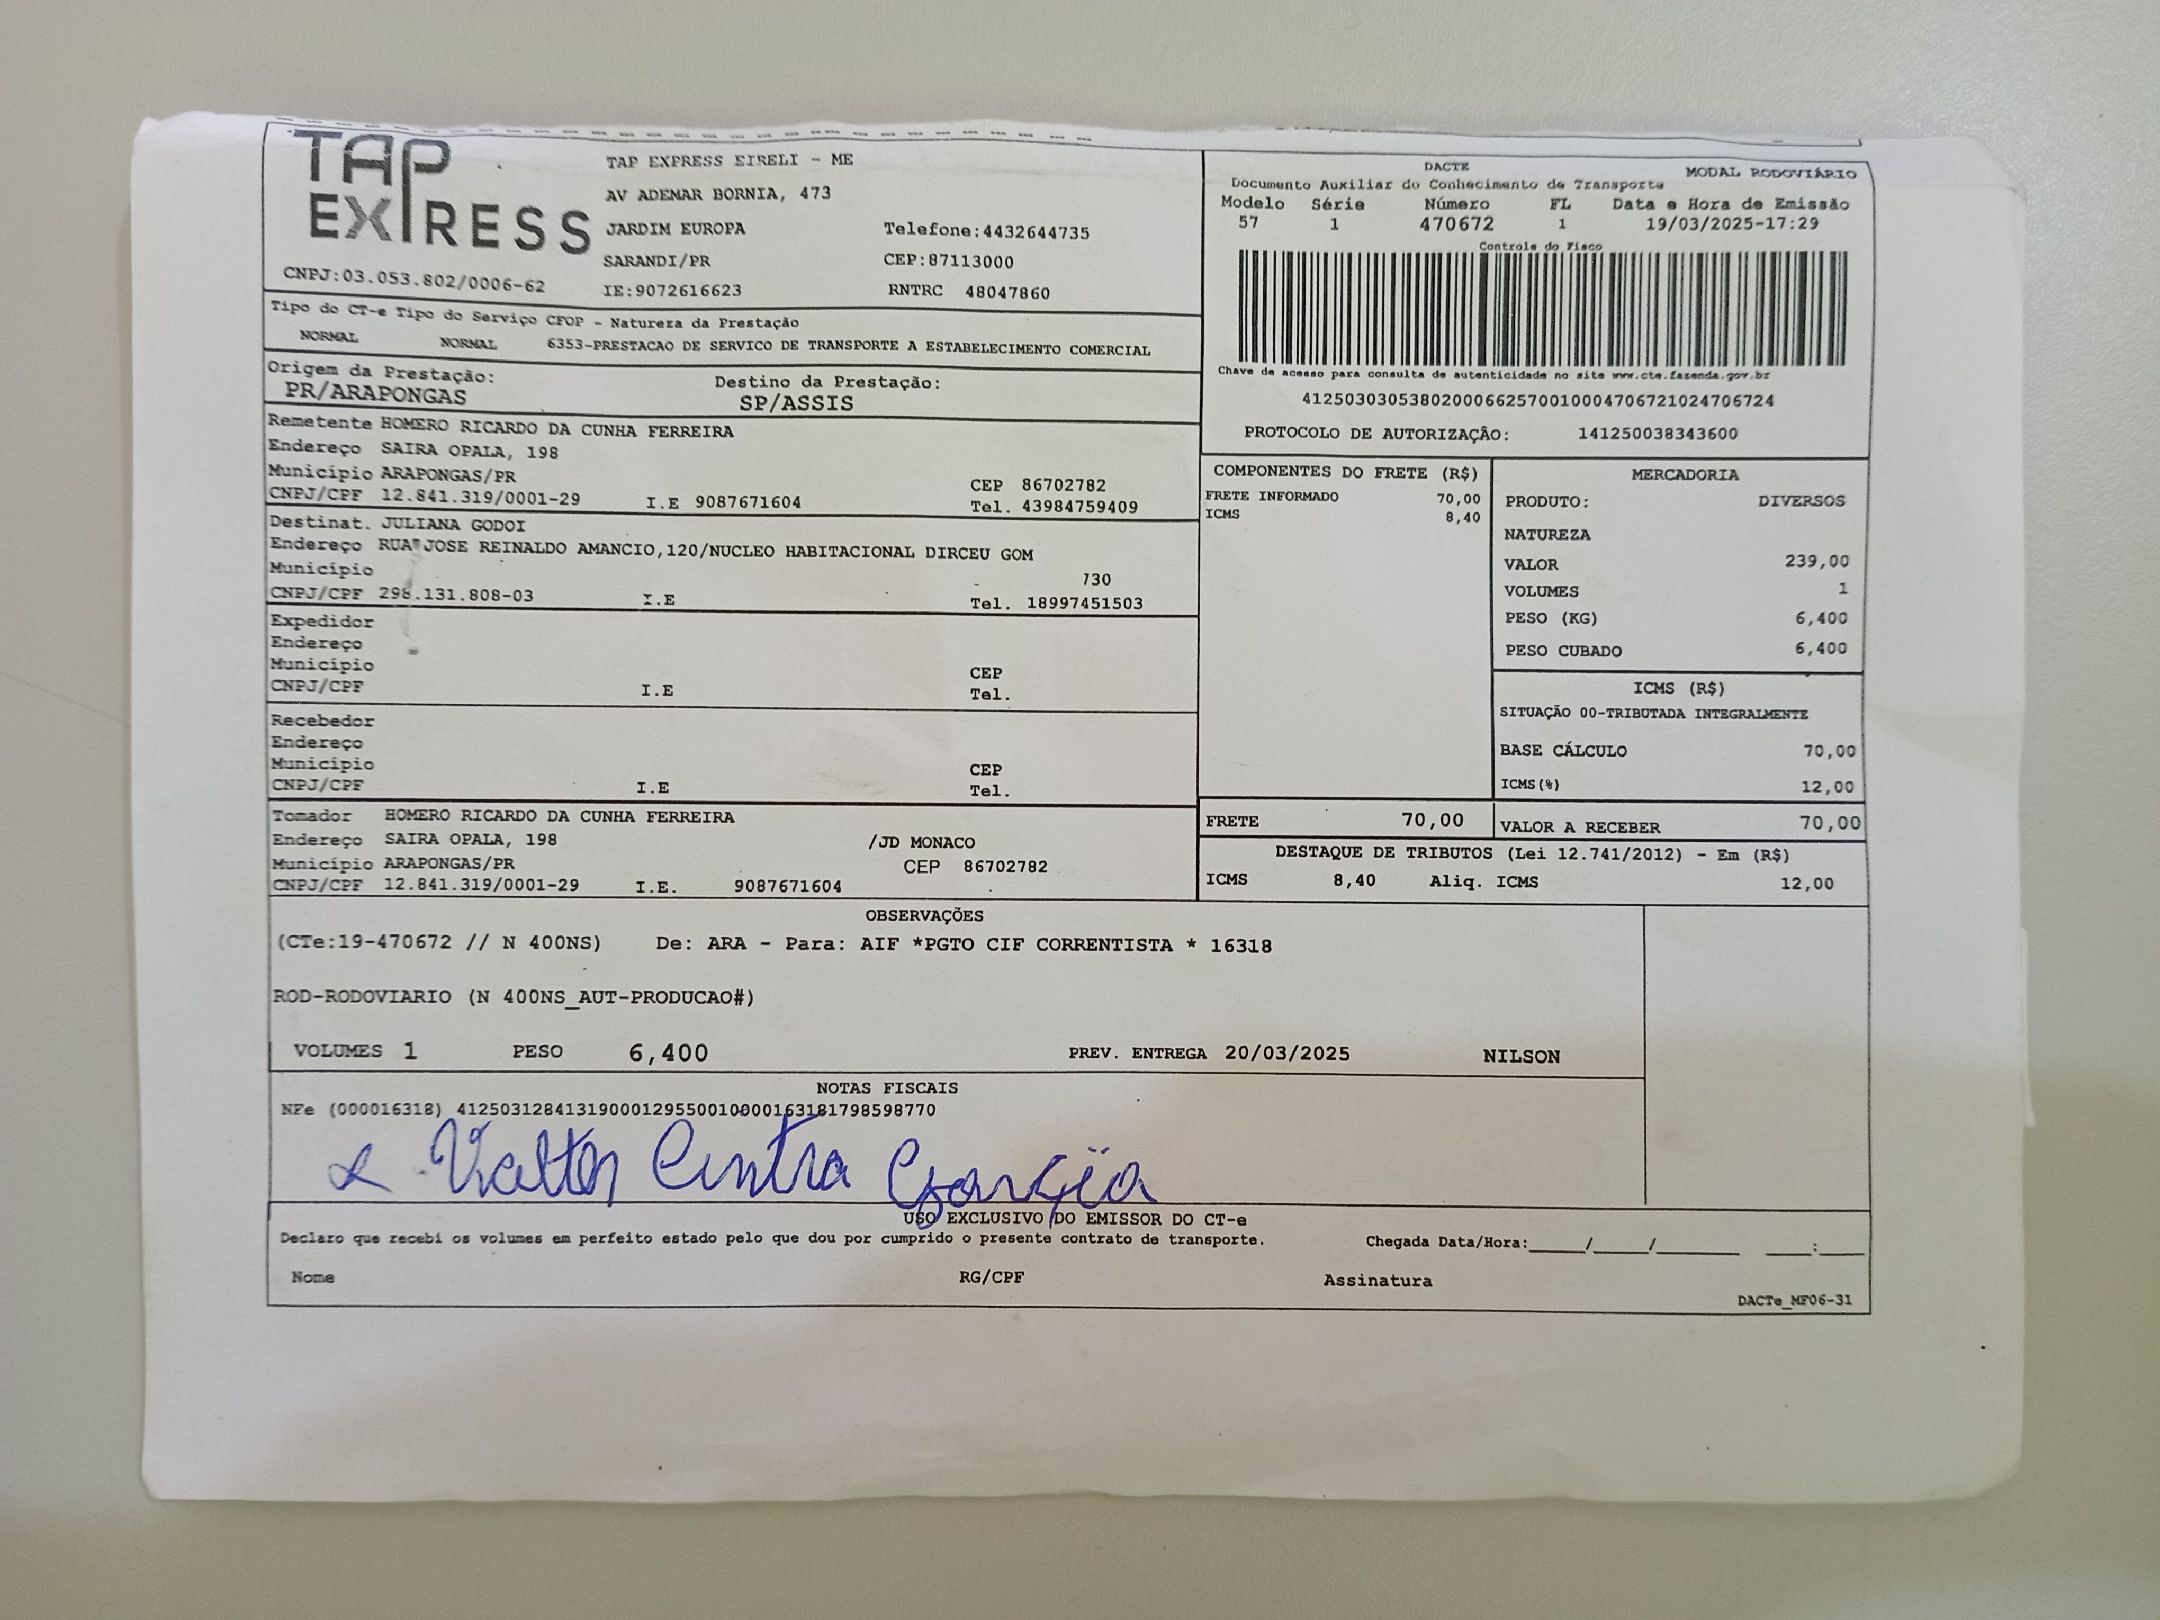 TAP EXPRESS
TAP EXPRESS EIRELI - ME
AV ADEMAR BORNIA, 473
JARDIM EUROPA Telefone:4432644735
SARANDI/PR CEP:87113000
CNPJ:03.053.802/0006-62 IE:9072616623 RNTRC 48047860
DACTE MODAL RODOVIÁRIO
Documento Auxiliar do Conhecimento de Transporte
Modelo Série Número FL Data e Hora de Emissão
57 1 470672 1 19/03/2025-17:29
Controle do Fisco
Chave de acesso para consulta de autenticidade no site www.cte.fazenda.gov.br
41250303053802000662570010004706721024706724
PROTOCOLO DE AUTORIZAÇÃO: 141250038343600
Tipo do CT-e Tipo do Serviço CFOP - Natureza da Prestação
NORMAL NORMAL 6353-PRESTACAO DE SERVICO DE TRANSPORTE A ESTABELECIMENTO COMERCIAL
Origem da Prestação: Destino da Prestação:
PR/ARAPONGAS SP/ASSIS
Remetente HOMERO RICARDO DA CUNHA FERREIRA
Endereço SAIRA OPALA, 198
Município ARAPONGAS/PR CEP 86702782
CNPJ/CPF 12.841.319/0001-29 I.E 9087671604 Tel. 43984759409
Destinat. JULIANA GODOI
Endereço RUA JOSE REINALDO AMANCIO,120/NUCLEO HABITACIONAL DIRCEU GOM
Município 730
CNPJ/CPF 298.131.808-03 I.E Tel. 18997451503
Expedidor
Endereço
Município CEP
CNPJ/CPF I.E Tel.
Recebedor
Endereço
Município CEP
CNPJ/CPF I.E Tel.
Tomador HOMERO RICARDO DA CUNHA FERREIRA
Endereço SAIRA OPALA, 198 /JD MONACO
Município ARAPONGAS/PR CEP 86702782
CNPJ/CPF 12.841.319/0001-29 I.E. 9087671604
COMPONENTES DO FRETE (R$)
FRETE INFORMADO 70,00
ICMS 8,40
MERCADORIA
PRODUTO: DIVERSOS
NATUREZA
VALOR 239,00
VOLUMES 1
PESO (KG) 6,400
PESO CUBADO 6,400
ICMS (R$)
SITUAÇÃO 00-TRIBUTADA INTEGRALMENTE
BASE CÁLCULO 70,00
ICMS(%) 12,00
FRETE 70,00 VALOR A RECEBER 70,00
DESTAQUE DE TRIBUTOS (Lei 12.741/2012) - Em (R$)
ICMS 8,40 Aliq. ICMS 12,00
OBSERVAÇÕES
(CTe:19-470672 // N 400NS) De: ARA - Para: AIF *PGTO CIF CORRENTISTA * 16318
ROD-RODOVIARIO (N 400NS_AUT-PRODUCAO#)
VOLUMES 1 PESO 6,400 PREV. ENTREGA 20/03/2025 NILSON
NOTAS FISCAIS
NFe (000016318) 41250312841319000129550010000163181798598770
Valter Cintra Garcia
USO EXCLUSIVO DO EMISSOR DO CT-e
Declaro que recebi os volumes em perfeito estado pelo que dou por cumprido o presente contrato de transporte. Chegada Data/Hora:_____/_____/________ ____:____
Nome RG/CPF Assinatura
DACTe_MF06-31